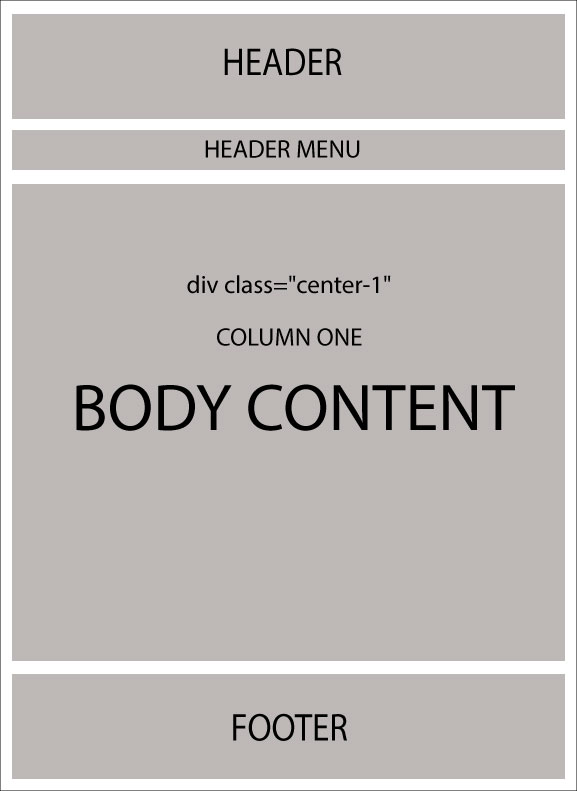 HEADER
HEADER MENU
div class="center-1"
COLUMN ONE
BODY CONTENT
FOOTER